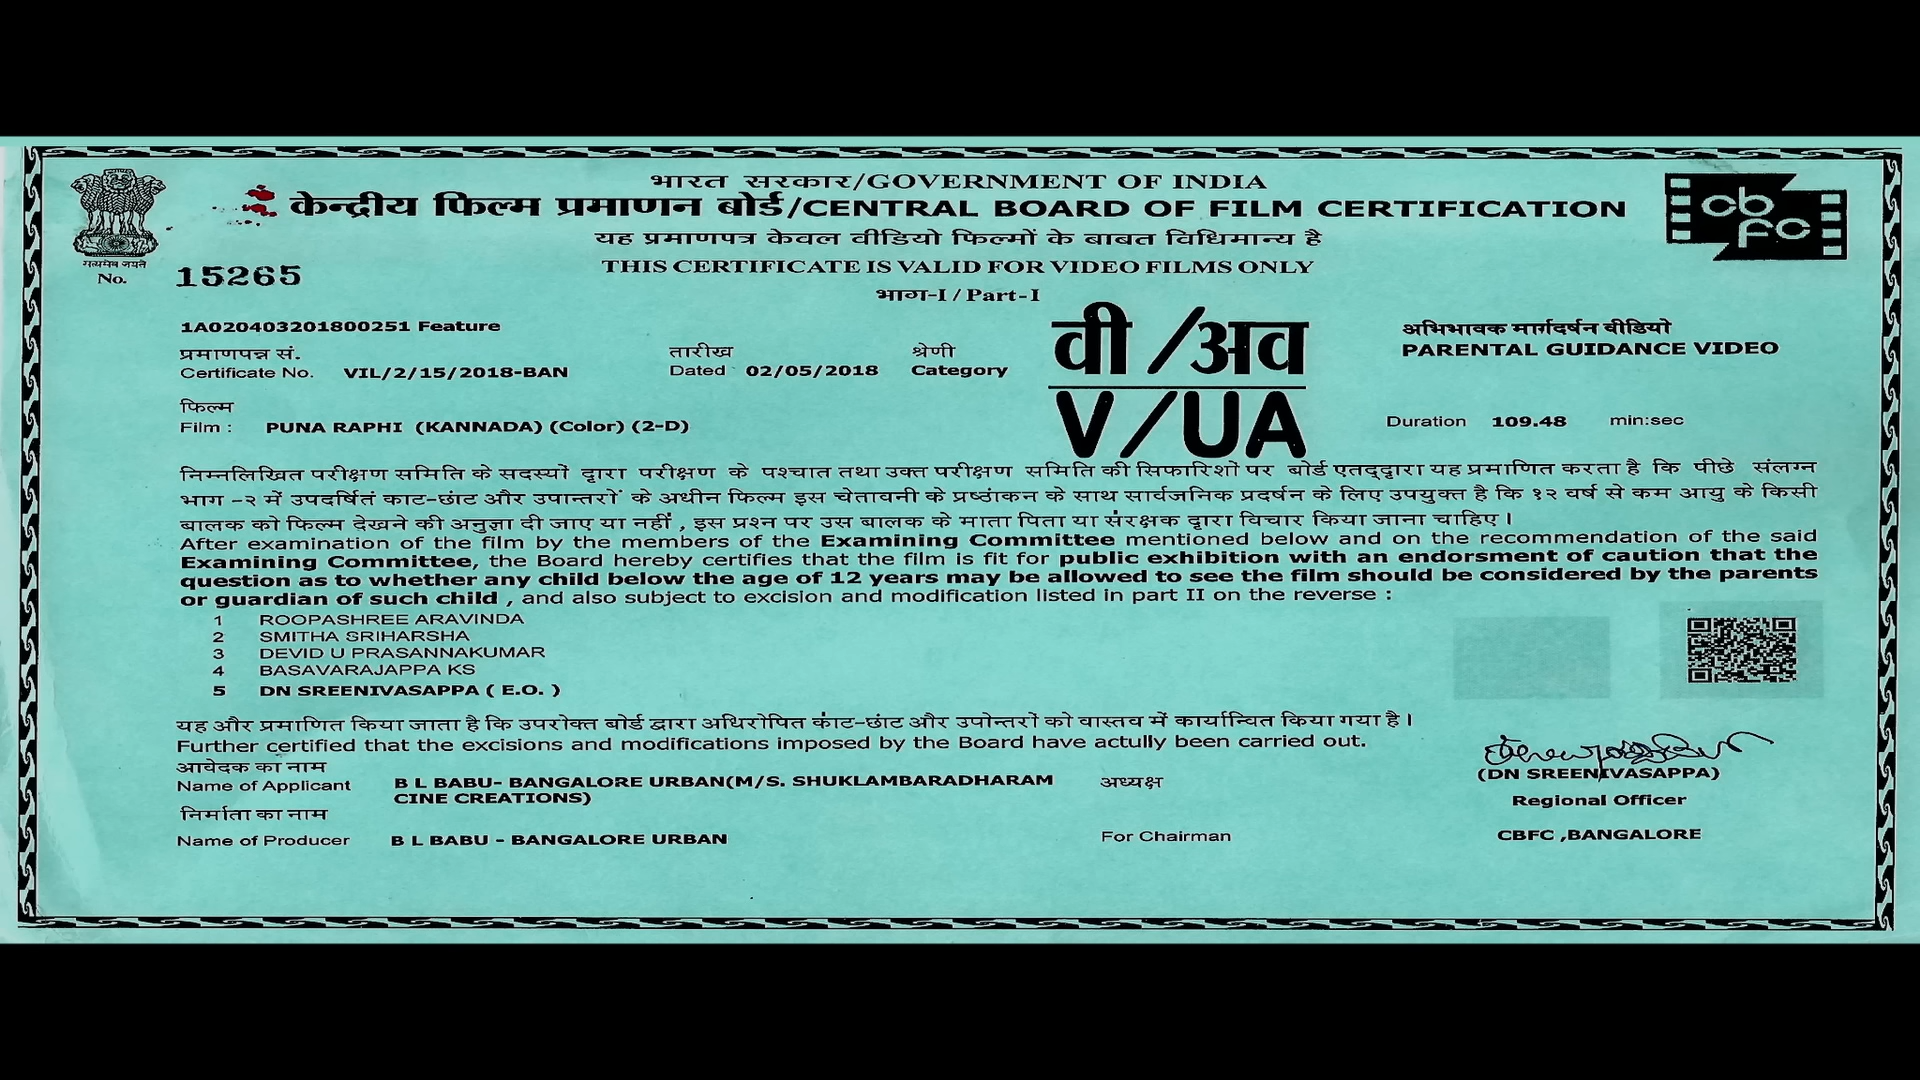 भारत सरकार/GOVERNMENT OF INDIA
केन्द्रीय फिल्म प्रमाणन बोर्ड/CENTRAL BOARD OF FILM CERTIFICATION
cb
fc
यह प्रमाणपत्र केवल वीडियो फिल्मों के बाबत विधिमान्य है
सत्यमेव जयते
THIS CERTIFICATE IS VALID FOR VIDEO FILMS ONLY
No. 15265
भाग-I / Part-I
1A020403201800251 Feature
वी/अव
अभिभावक मार्गदर्षन वीडियो
PARENTAL GUIDANCE VIDEO
प्रमाणपत्र सं. तारीख श्रेणी
Certificate No. VIL/2/15/2018-BAN Dated 02/05/2018 Category
V/UA
फिल्म
Film : PUNA RAPHI (KANNADA) (Color) (2-D)
Duration 109.48 min:sec
निम्नलिखित परीक्षण समिति के सदस्यों द्वारा परीक्षण के पश्चात तथा उक्त परीक्षण समिति की सिफारिशों पर बोर्ड एतद्द्वारा यह प्रमाणित करता है कि पीछे संलग्न
भाग -२ में उपदर्षितं काट-छांट और उपान्तरों के अधीन फिल्म इस चेतावनी के प्रष्ठांकन के साथ सार्वजनिक प्रदर्षन के लिए उपयुक्त है कि १२ वर्ष से कम आयु के किसी
बालक को फिल्म देखने की अनुज्ञा दी जाए या नहीं , इस प्रश्न पर उस बालक के माता पिता या संरक्षक द्वारा विचार किया जाना चाहिए ।
After examination of the film by the members of the Examining Committee mentioned below and on the recommendation of the said
Examining Committee, the Board hereby certifies that the film is fit for public exhibition with an endorsment of caution that the
question as to whether any child below the age of 12 years may be allowed to see the film should be considered by the parents
or guardian of such child , and also subject to excision and modification listed in part II on the reverse :
1 ROOPASHREE ARAVINDA
2 SMITHA SRIHARSHA
3 DEVID U PRASANNAKUMAR
4 BASAVARAJAPPA KS
5 DN SREENIVASAPPA ( E.O. )
यह और प्रमाणित किया जाता है कि उपरोक्त बोर्ड द्वारा अधिरोपित कांट-छांट और उपोन्तरों को वास्तव में कार्यान्वित किया गया है ।
Further certified that the excisions and modifications imposed by the Board have actully been carried out.
आवेदक का नाम
Name of Applicant B L BABU- BANGALORE URBAN(M/S. SHUKLAMBARADHARAM
CINE CREATIONS)
अध्यक्ष
(DN SREENIVASAPPA)
Regional Officer
निर्माता का नाम
Name of Producer B L BABU - BANGALORE URBAN
For Chairman
CBFC ,BANGALORE